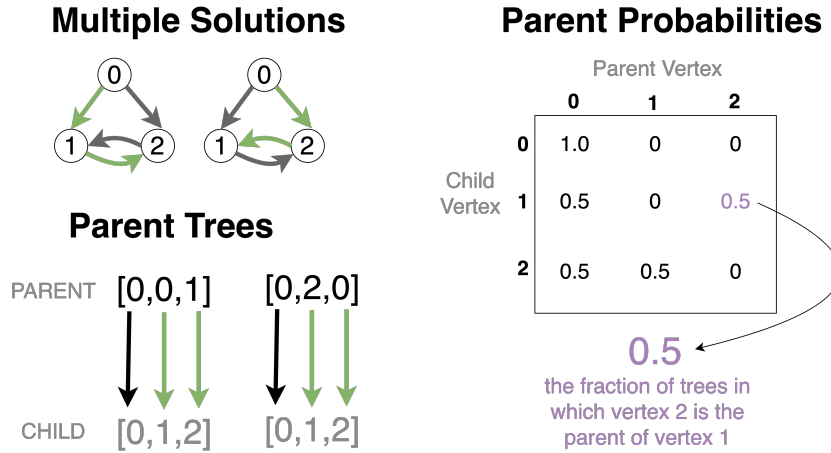 Multiple Solutions
0
1
2
0
1
2
Parent Trees
PARENT
[0,0,1]
[0,2,0]
CHILD
[0,1,2]
[0,1,2]
Parent Probabilities
Parent Vertex
0 1 2
0 1.0 0 0
Child
Vertex
1 0.5 0 0.5
2 0.5 0.5 0
0.5
the fraction of trees in
which vertex 2 is the
parent of vertex 1